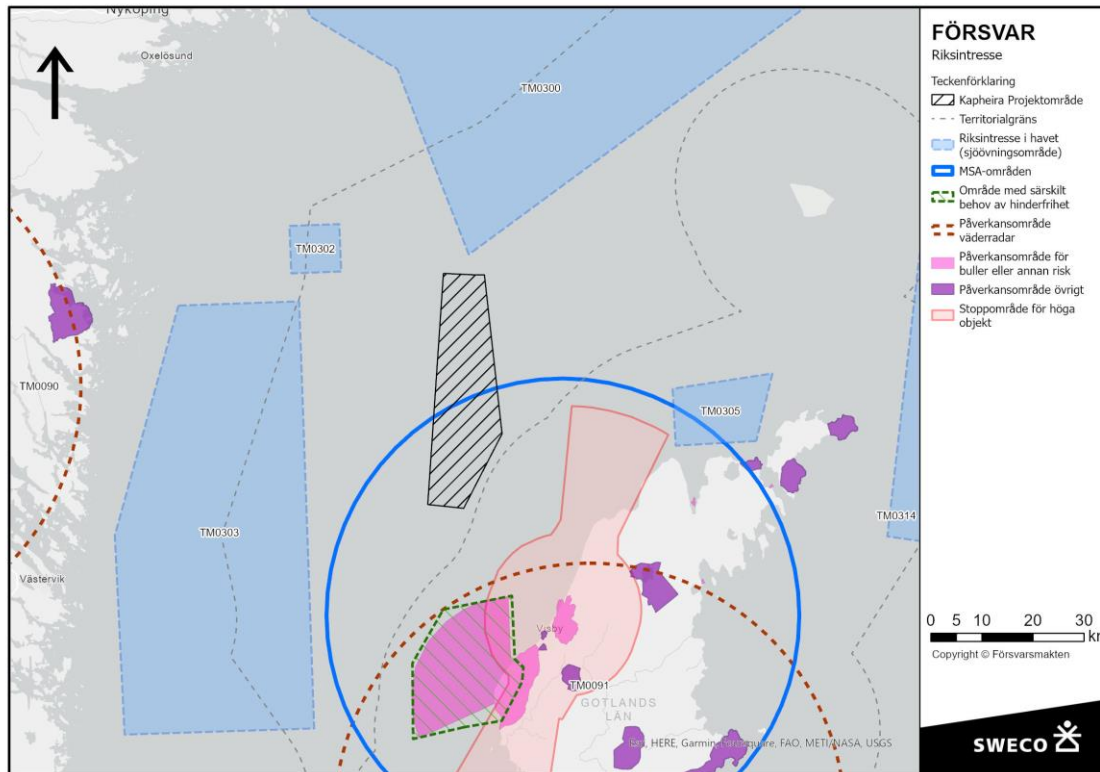 Nyköping
Oxelösund
TM0300
TM0302
TM0090
TM0305
TM0303
TM0314
Västervik
Visby
TM0091
GOTLANDS
LÄN
Esri, HERE, Garmin, Foursquare, FAO, METI/NASA, USGS
FÖRSVAR
Riksintresse
Teckenförklaring
Kapheira Projektområde
Territorialgräns
Riksintresse i havet
(sjöövningsområde)
MSA-områden
Område med särskilt
behov av hinderfrihet
Påverkansområde
väderradar
Påverkansområde för
buller eller annan risk
Påverkansområde övrigt
Stoppområde för höga
objekt
0 5 10 20 30
km
Copyright © Försvarsmakten
SWECO